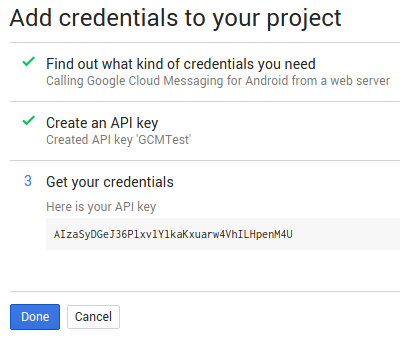 Add credentials to your project
Find out what kind of credentials you need
Calling Google Cloud Messaging for Android from a web server
Create an API key
Created API key 'GCMTest'
3 Get your credentials
Here is your API key
AIzaSyDGeJ36PlxvlY1kaKxuarw4VhILHpenM4U
Done Cancel